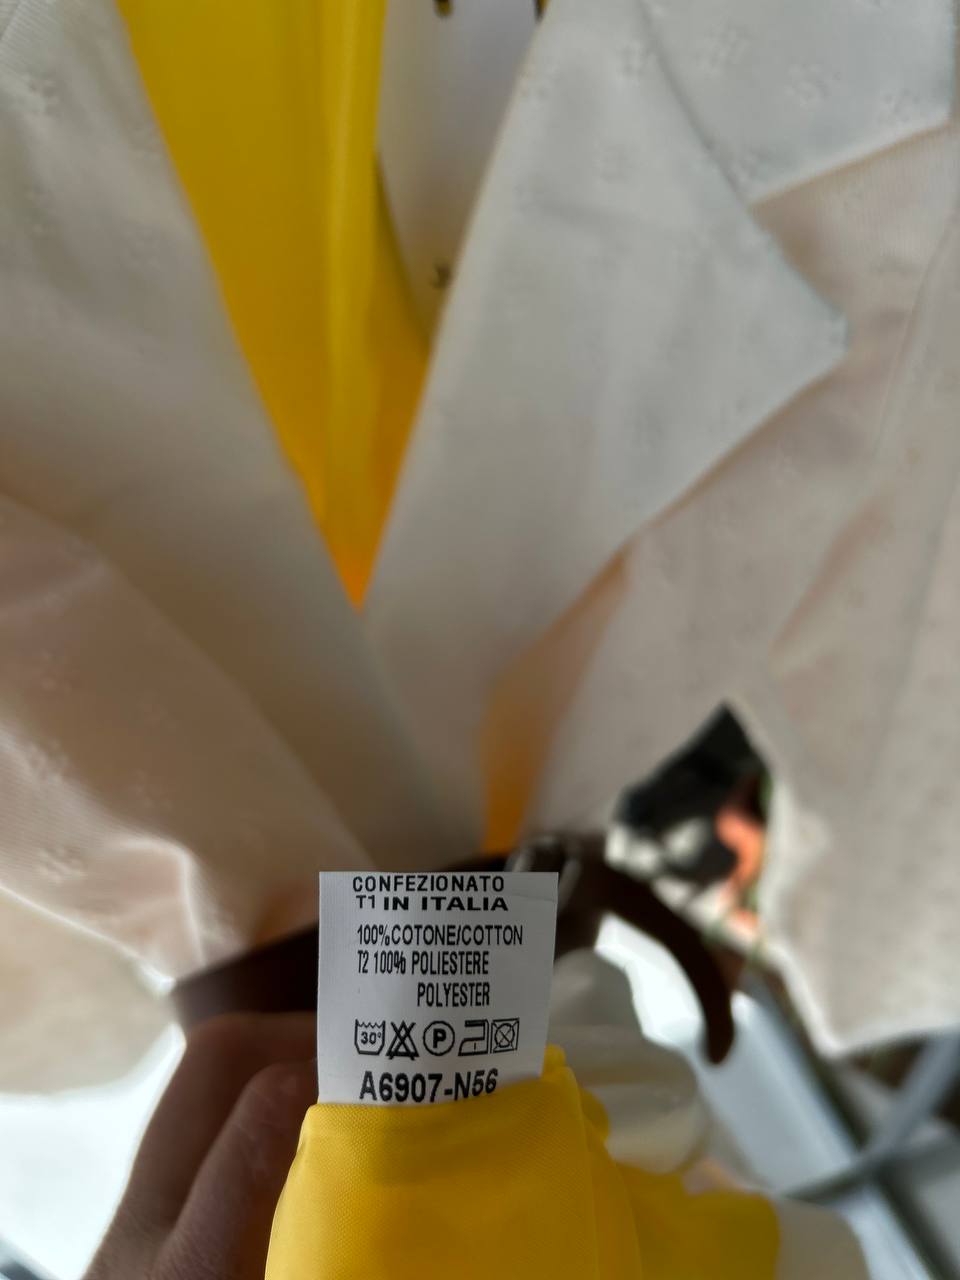 CONFEZIONATO
T1 IN ITALIA
100%COTONE/COTTON
T2 100% POLIESTERE
POLYESTER
30° P
A6907-N56